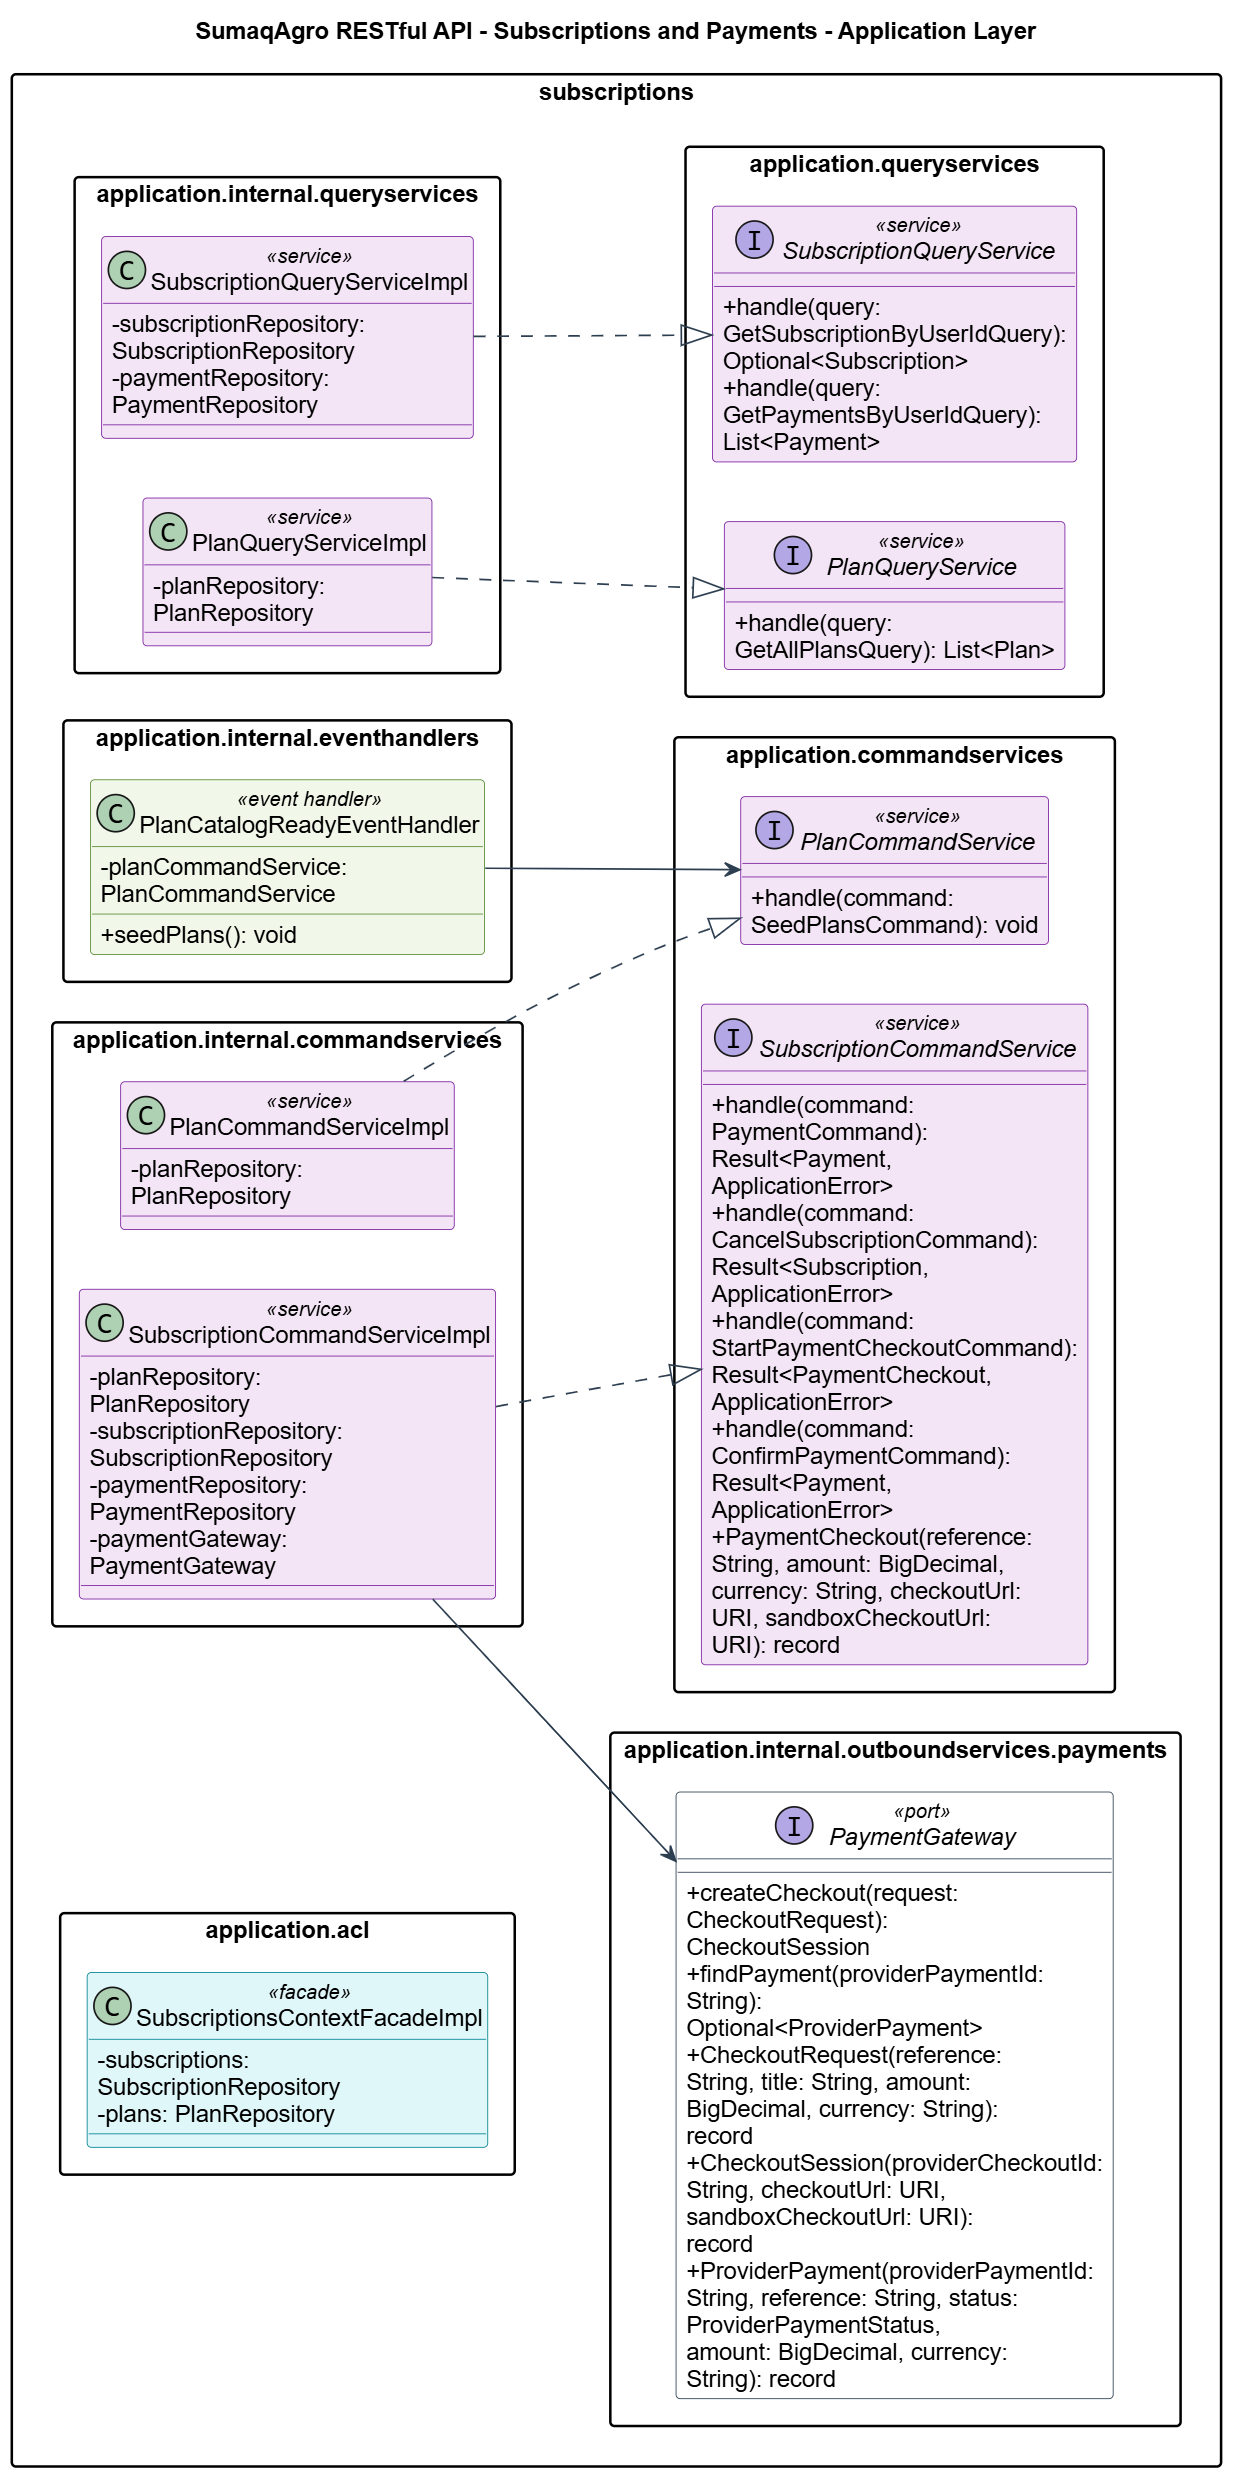 SumaqAgro RESTful API - Subscriptions and Payments - Application Layer
subscriptions
application.internal.queryservices
C
«service»
SubscriptionQueryServiceImpl
-subscriptionRepository:
SubscriptionRepository
-paymentRepository:
PaymentRepository
C
«service»
PlanQueryServiceImpl
-planRepository:
PlanRepository
application.queryservices
I
«service»
SubscriptionQueryService
+handle(query:
GetSubscriptionByUserIdQuery):
Optional<Subscription>
+handle(query:
GetPaymentsByUserIdQuery):
List<Payment>
I
«service»
PlanQueryService
+handle(query:
GetAllPlansQuery): List<Plan>
application.internal.eventhandlers
C
«event handler»
PlanCatalogReadyEventHandler
-planCommandService:
PlanCommandService
+seedPlans(): void
application.commandservices
I
«service»
PlanCommandService
+handle(command:
SeedPlansCommand): void
I
«service»
SubscriptionCommandService
+handle(command:
PaymentCommand):
Result<Payment,
ApplicationError>
+handle(command:
CancelSubscriptionCommand):
Result<Subscription,
ApplicationError>
+handle(command:
StartPaymentCheckoutCommand):
Result<PaymentCheckout,
ApplicationError>
+handle(command:
ConfirmPaymentCommand):
Result<Payment,
ApplicationError>
+PaymentCheckout(reference:
String, amount: BigDecimal,
currency: String, checkoutUrl:
URI, sandboxCheckoutUrl:
URI): record
application.internal.commandservices
C
«service»
PlanCommandServiceImpl
-planRepository:
PlanRepository
C
«service»
SubscriptionCommandServiceImpl
-planRepository:
PlanRepository
-subscriptionRepository:
SubscriptionRepository
-paymentRepository:
PaymentRepository
-paymentGateway:
PaymentGateway
application.internal.outboundservices.payments
I
«port»
PaymentGateway
+createCheckout(request:
CheckoutRequest):
CheckoutSession
+findPayment(providerPaymentId:
String):
Optional<ProviderPayment>
+CheckoutRequest(reference:
String, title: String, amount:
BigDecimal, currency: String):
record
+CheckoutSession(providerCheckoutId:
String, checkoutUrl: URI,
sandboxCheckoutUrl: URI):
record
+ProviderPayment(providerPaymentId:
String, reference: String, status:
ProviderPaymentStatus,
amount: BigDecimal, currency:
String): record
application.acl
C
«facade»
SubscriptionsContextFacadeImpl
-subscriptions:
SubscriptionRepository
-plans: PlanRepository